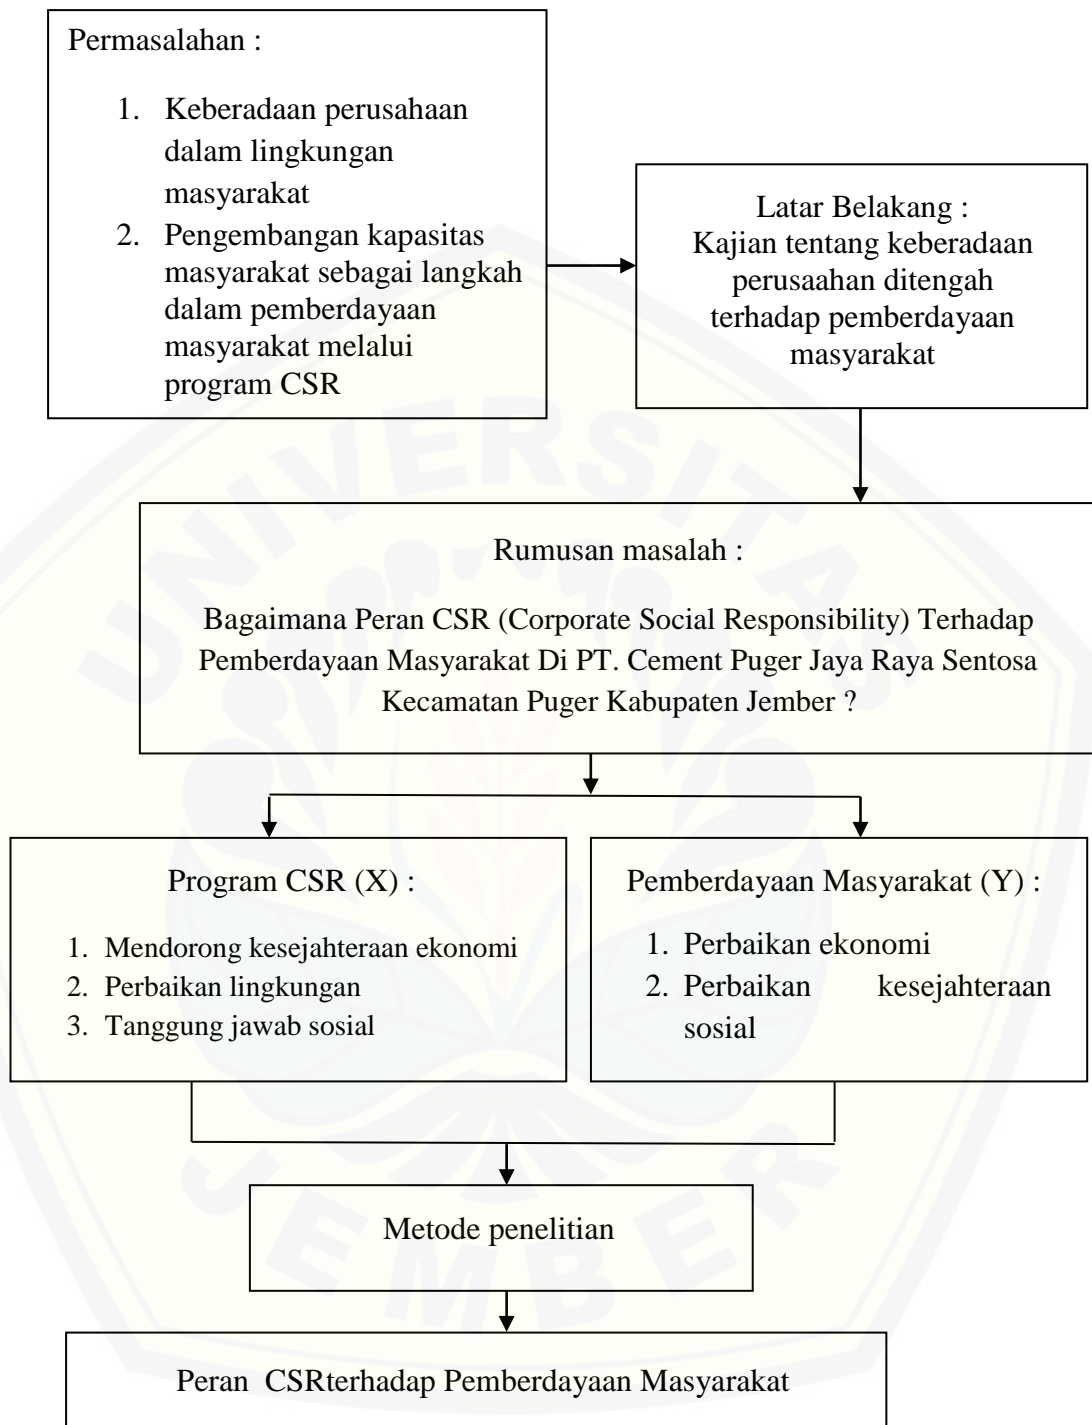 Permasalahan :
1. Keberadaan perusahaan
dalam lingkungan
masyarakat
2. Pengembangan kapasitas
masyarakat sebagai langkah
dalam pemberdayaan
masyarakat melalui
program CSR
Latar Belakang :
Kajian tentang keberadaan
perusaahan ditengah
terhadap pemberdayaan
masyarakat
Rumusan masalah :
Bagaimana Peran CSR (Corporate Social Responsibility) Terhadap
Pemberdayaan Masyarakat Di PT. Cement Puger Jaya Raya Sentosa
Kecamatan Puger Kabupaten Jember ?
Program CSR (X) :
1. Mendorong kesejahteraan ekonomi
2. Perbaikan lingkungan
3. Tanggung jawab sosial
Pemberdayaan Masyarakat (Y) :
1. Perbaikan ekonomi
2. Perbaikan kesejahteraan
sosial
Metode penelitian
Peran CSRterhadap Pemberdayaan Masyarakat
UNIVERSITAS
JEMBER